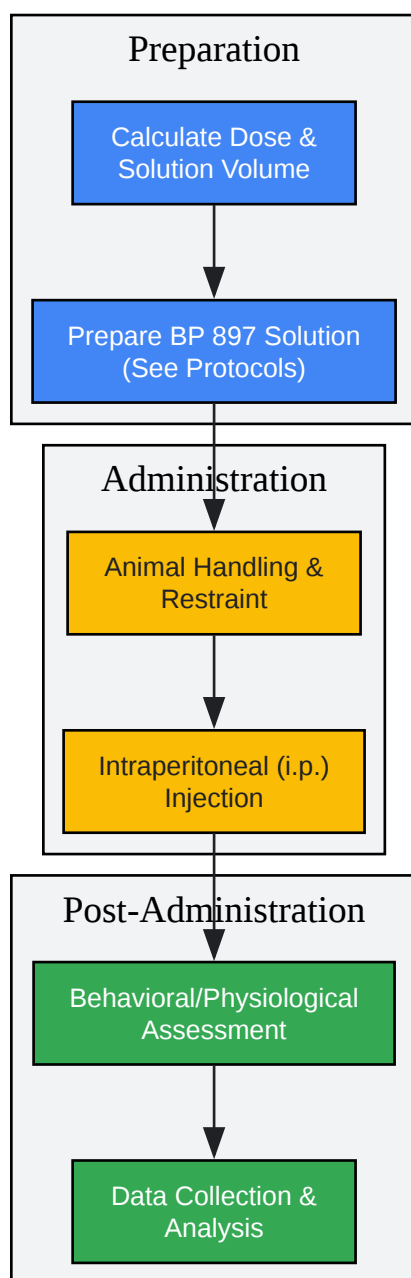 Preparation
Calculate Dose &
Solution Volume
Prepare BP 897 Solution
(See Protocols)
Administration
Animal Handling &
Restraint
Intraperitoneal (i.p.)
Injection
Post-Administration
Behavioral/Physiological
Assessment
Data Collection &
Analysis